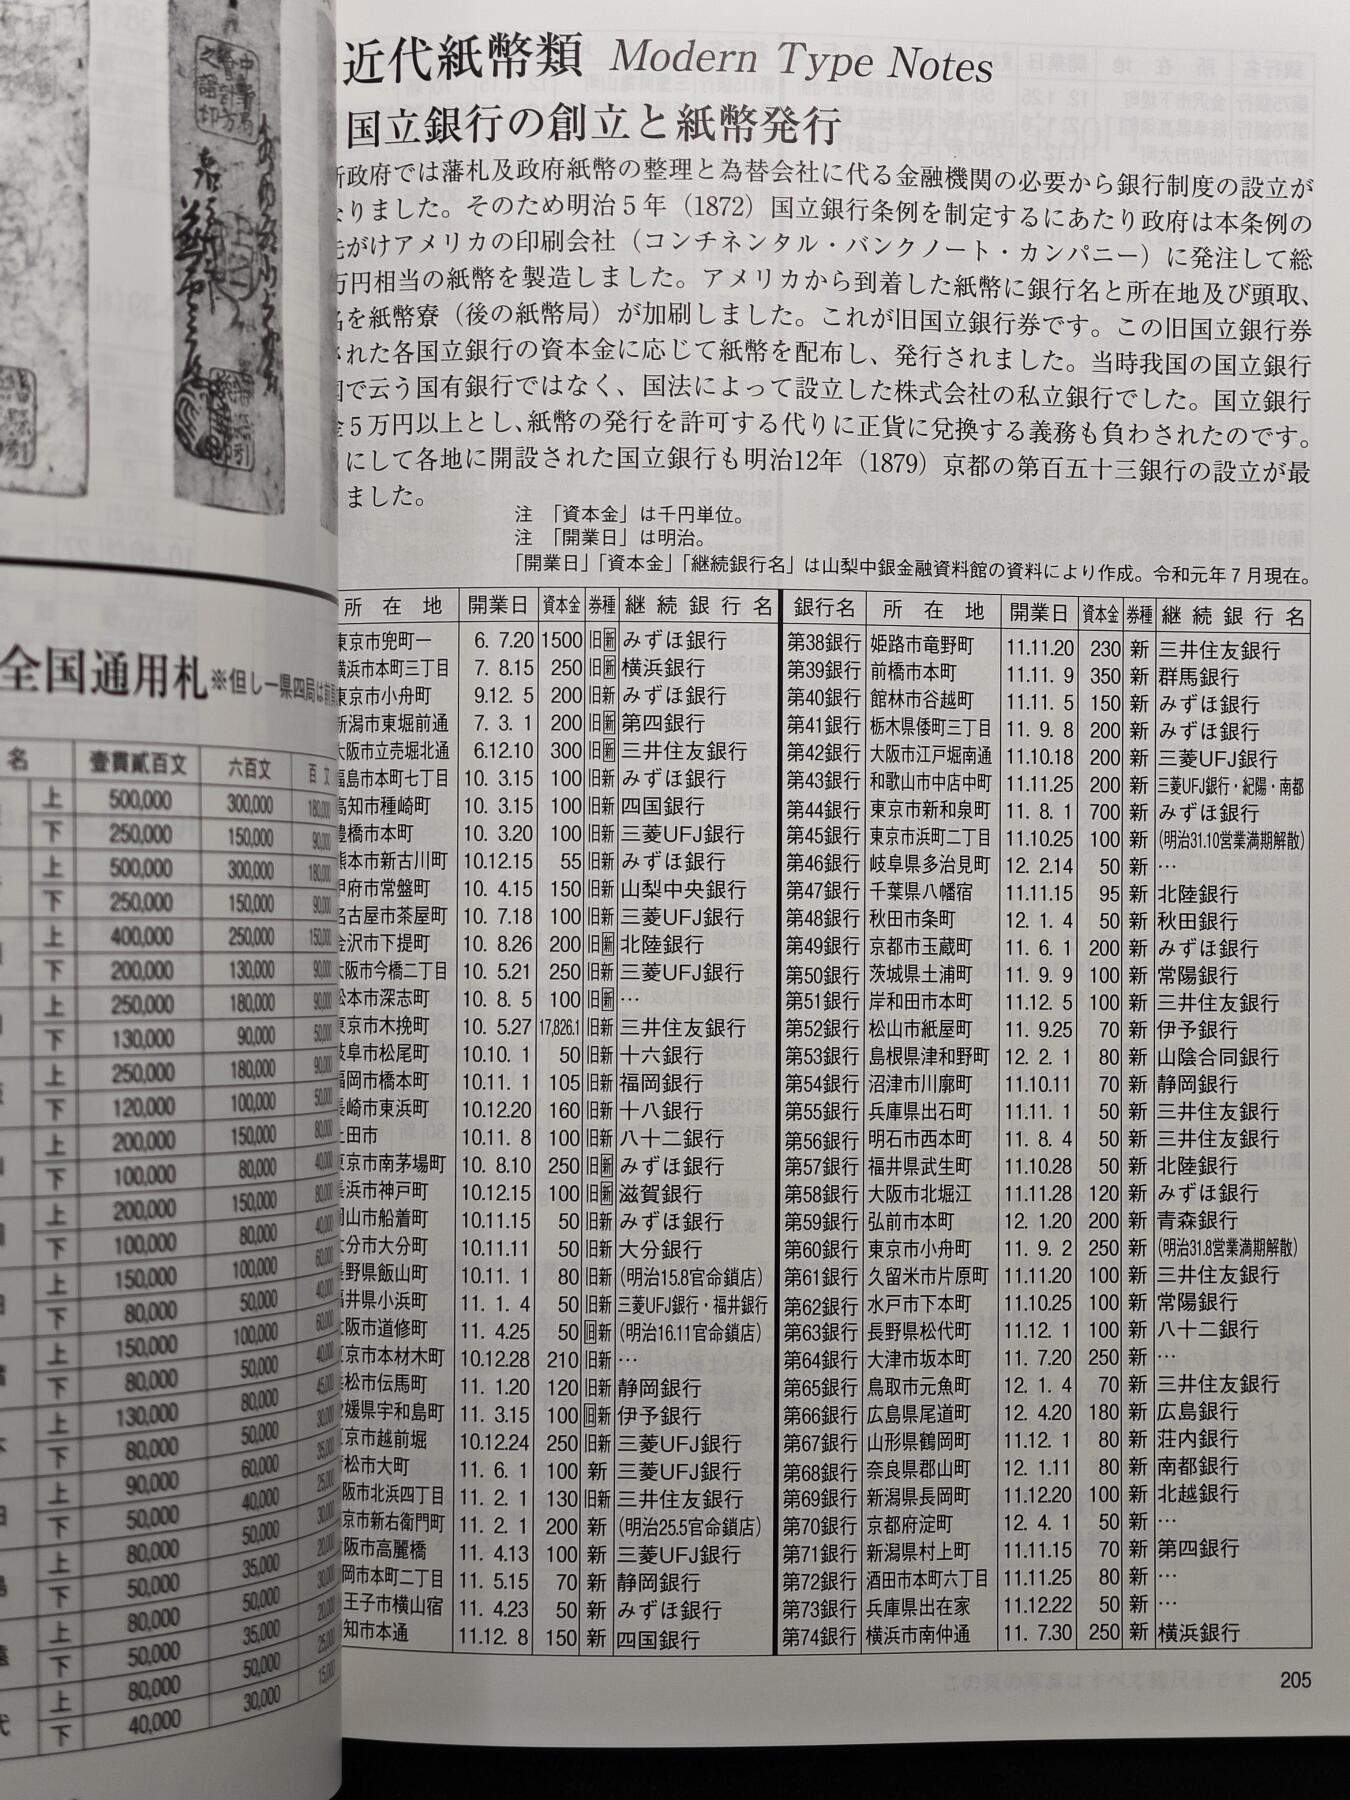 近代紙幣類 Modern Type Notes
国立銀行の創立と紙幣発行
政府では藩札及政府紙幣の整理と為替会社に代る金融機関の必要から銀行制度の設立が
なりました。そのため明治5年（1872）国立銀行条例を制定するにあたり政府は本条例の
がけアメリカの印刷会社（コンチネンタル・バンクノート・カンパニー）に発注して総
万円相当の紙幣を製造しました。アメリカから到着した紙幣に銀行名と所在地及び頭取、
名を紙幣寮（後の紙幣局）が加刷しました。これが旧国立銀行券です。この旧国立銀行券
された各国立銀行の資本金に応じて紙幣を配布し、発行されました。当時我国の国立銀行
で云う国有銀行ではなく、国法によって設立した株式会社の私立銀行でした。国立銀行
金5万円以上とし、紙幣の発行を許可する代りに正貨に兌換する義務も負わされたのです。
にして各地に開設された国立銀行も明治12年（1879）京都の第百五十三銀行の設立が最
ました。
注 「資本金」は千円単位。
注 「開業日」は明治。
「開業日」「資本金」「継続銀行名」は山梨中銀金融資料館の資料により作成。令和元年7月現在。
所在地 開業日 資本金 券種 継続銀行名
東京市兜町一 6. 7.20 1500 旧新 みずほ銀行
横浜市本町三丁目 7. 8.15 250 旧新 横浜銀行
東京市小舟町 9.12. 5 200 旧新 みずほ銀行
新潟市東堀前通 7. 3. 1 200 旧新 第四銀行
大阪市立売堀北通 6.12.10 300 旧新 三井住友銀行
福島市本町七丁目 10. 3.15 100 旧新 みずほ銀行
高知市種崎町 10. 3.15 100 旧新 四国銀行
豊橋市本町 10. 3.20 100 旧新 三菱UFJ銀行
熊本市新古川町 10.12.15 55 旧新 みずほ銀行
甲府市常盤町 10. 4.15 150 旧新 山梨中央銀行
名古屋市茶屋町 10. 7.18 100 旧新 三菱UFJ銀行
金沢市下堤町 10. 8.26 200 旧新 北陸銀行
大阪市今橋二丁目 10. 5.21 250 旧新 三菱UFJ銀行
松本市深志町 10. 8. 5 100 旧新 …
東京市木挽町 10. 5.27 17,826.1 旧新 三井住友銀行
岐阜市松尾町 10.10. 1 50 旧新 十六銀行
福岡市橋本町 10.11. 1 105 旧新 福岡銀行
長崎市東浜町 10.12.20 160 旧新 十八銀行
上田市 10.11. 8 100 旧新 八十二銀行
東京市南茅場町 10. 8.10 250 旧新 みずほ銀行
長浜市神戸町 10.12.15 100 旧新 滋賀銀行
岡山市船着町 10.11.15 50 旧新 みずほ銀行
大分市大分町 10.11.11 50 旧新 大分銀行
長野県飯山町 10.11. 1 80 旧新 （明治15.8官命鎖店）
福井県小浜町 11. 1. 4 50 旧新 三菱UFJ銀行・福井銀行
大阪市道修町 11. 4.25 50 旧新 （明治16.11官命鎖店）
東京市本材木町 10.12.28 210 旧新 …
浜松市伝馬町 11. 1.20 120 旧新 静岡銀行
愛媛県宇和島町 11. 3.15 100 旧新 伊予銀行
東京市越前堀 10.12.24 250 旧新 三菱UFJ銀行
松市大町 11. 6. 1 100 新 三菱UFJ銀行
阪市北浜四丁目 11. 2. 1 130 旧新 三井住友銀行
京市新右衛門町 11. 2. 1 200 新 （明治25.5官命鎖店）
阪市高麗橋 11. 4.13 100 新 三菱UFJ銀行
岡市本町二丁目 11. 5.15 70 新 静岡銀行
王子市横山宿 11. 4.23 50 新 みずほ銀行
知市本通 11.12. 8 150 新 四国銀行
銀行名 所在地 開業日 資本金 券種 継続銀行名
第38銀行 姫路市竜野町 11.11.20 230 新 三井住友銀行
第39銀行 前橋市本町 11.11. 9 350 新 群馬銀行
第40銀行 館林市谷越町 11.11. 5 150 新 みずほ銀行
第41銀行 栃木県倭町三丁目 11. 9. 8 200 新 みずほ銀行
第42銀行 大阪市江戸堀南通 11.10.18 200 新 三菱UFJ銀行
第43銀行 和歌山市中店中町 11.11.25 200 新 三菱UFJ銀行・紀陽・南都
第44銀行 東京市新和泉町 11. 8. 1 700 新 みずほ銀行
第45銀行 東京市浜町二丁目 11.10.25 100 新 （明治31.10営業満期解散）
第46銀行 岐阜県多治見町 12. 2.14 50 新 …
第47銀行 千葉県八幡宿 11.11.15 95 新 北陸銀行
第48銀行 秋田市条町 12. 1. 4 50 新 秋田銀行
第49銀行 京都市玉蔵町 11. 6. 1 200 新 みずほ銀行
第50銀行 茨城県土浦町 11. 9. 9 100 新 常陽銀行
第51銀行 岸和田市本町 11.12. 5 100 新 三井住友銀行
第52銀行 松山市紙屋町 11. 9.25 70 新 伊予銀行
第53銀行 島根県津和野町 12. 2. 1 80 新 山陰合同銀行
第54銀行 沼津市川廓町 11.10.11 70 新 静岡銀行
第55銀行 兵庫県出石町 11.11. 1 50 新 三井住友銀行
第56銀行 明石市西本町 11. 8. 4 50 新 三井住友銀行
第57銀行 福井県武生町 11.10.28 50 新 北陸銀行
第58銀行 大阪市北堀江 11.11.28 120 新 みずほ銀行
第59銀行 弘前市本町 12. 1.20 200 新 青森銀行
第60銀行 東京市小舟町 11. 9. 2 250 新 （明治31.8営業満期解散）
第61銀行 久留米市片原町 11.11.20 100 新 三井住友銀行
第62銀行 水戸市下本町 11.10.25 100 新 常陽銀行
第63銀行 長野県松代町 11.12. 1 100 新 八十二銀行
第64銀行 大津市坂本町 11. 7.20 250 新 …
第65銀行 鳥取市元魚町 12. 1. 4 70 新 三井住友銀行
第66銀行 広島県尾道町 12. 4.20 180 新 広島銀行
第67銀行 山形県鶴岡町 11.12. 1 80 新 荘内銀行
第68銀行 奈良県郡山町 12. 1.11 80 新 南都銀行
第69銀行 新潟県長岡町 11.12.20 100 新 北越銀行
第70銀行 京都府淀町 12. 4. 1 50 新 …
第71銀行 新潟県村上町 11.11.15 70 新 第四銀行
第72銀行 酒田市本町六丁目 11.11.25 80 新 …
第73銀行 兵庫県出在家 11.12.22 50 新 …
第74銀行 横浜市南仲通 11. 7.30 250 新 横浜銀行
205
全国通用札 ※但し一県四局は前
名 壹貫貳百文 六百文 百文
上 500,000 300,000 180,000
下 250,000 150,000 90,000
上 500,000 300,000 180,000
下 250,000 150,000 90,000
上 400,000 250,000 150,000
下 200,000 130,000 90,000
上 250,000 180,000 90,000
下 130,000 90,000 50,000
上 250,000 180,000 90,000
下 120,000 100,000 50,000
上 200,000 150,000 80,000
下 100,000 80,000 40,000
上 200,000 150,000 80,000
下 100,000 80,000 40,000
上 150,000 100,000 60,000
下 80,000 50,000 40,000
上 150,000 100,000 60,000
下 80,000 50,000 40,000
上 130,000 80,000 45,000
下 80,000 50,000 30,000
上 90,000 60,000 35,000
下 50,000 40,000 25,000
上 80,000 50,000 30,000
下 50,000 35,000 20,000
上 80,000 50,000 30,000
下 50,000 35,000 20,000
上 80,000 50,000 25,000
下 40,000 30,000 15,000